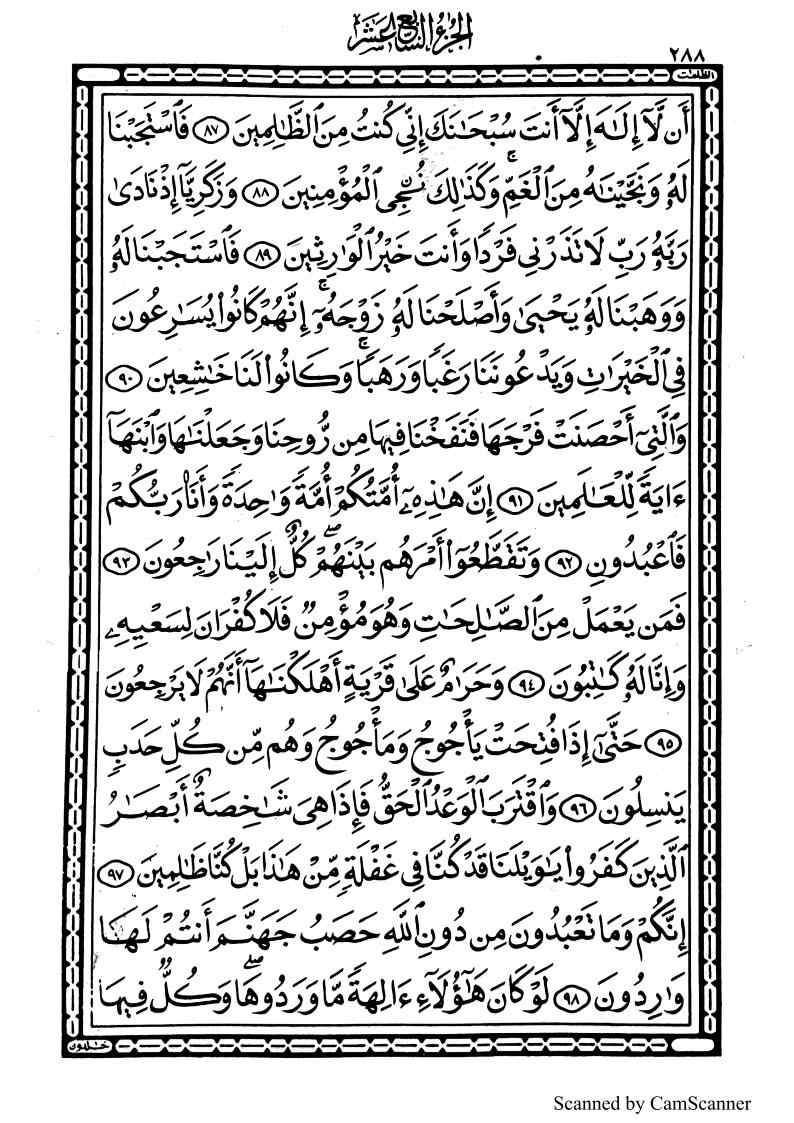 الجزء السابع عشر
٢٨٨
أَن لَّآ إِلَٰهَ إِلَّآ أَنتَ سُبْحَٰنَكَ إِنِّى كُنتُ مِنَ ٱلظَّٰلِمِينَ ٨٧ فَٱسْتَجَبْنَا
لَهُۥ وَنَجَّيْنَٰهُ مِنَ ٱلْغَمِّ ۚ وَكَذَٰلِكَ نُـۨجِى ٱلْمُؤْمِنِينَ ٨٨ وَزَكَرِيَّآ إِذْ نَادَىٰ
رَبَّهُۥ رَبِّ لَا تَذَرْنِى فَرْدًا وَأَنتَ خَيْرُ ٱلْوَٰرِثِينَ ٨٩ فَٱسْتَجَبْنَا لَهُۥ
وَوَهَبْنَا لَهُۥ يَحْيَىٰ وَأَصْلَحْنَا لَهُۥ زَوْجَهُۥٓ ۚ إِنَّهُمْ كَانُوا۟ يُسَٰرِعُونَ
فِى ٱلْخَيْرَٰتِ وَيَدْعُونَنَا رَغَبًا وَرَهَبًا ۖ وَكَانُوا۟ لَنَا خَٰشِعِينَ ٩٠
وَٱلَّتِىٓ أَحْصَنَتْ فَرْجَهَا فَنَفَخْنَا فِيهَا مِن رُّوحِنَا وَجَعَلْنَٰهَا وَٱبْنَهَآ
ءَايَةً لِّلْعَٰلَمِينَ ٩١ إِنَّ هَٰذِهِۦٓ أُمَّتُكُمْ أُمَّةً وَٰحِدَةً وَأَنَا۠ رَبُّكُمْ
فَٱعْبُدُونِ ٩٢ وَتَقَطَّعُوٓا۟ أَمْرَهُم بَيْنَهُمْ ۖ كُلٌّ إِلَيْنَا رَٰجِعُونَ ٩٣
فَمَن يَعْمَلْ مِنَ ٱلصَّٰلِحَٰتِ وَهُوَ مُؤْمِنٌ فَلَا كُفْرَانَ لِسَعْيِهِۦ
وَإِنَّا لَهُۥ كَٰتِبُونَ ٩٤ وَحَرَٰمٌ عَلَىٰ قَرْيَةٍ أَهْلَكْنَٰهَآ أَنَّهُمْ لَا يَرْجِعُونَ
٩٥ حَتَّىٰٓ إِذَا فُتِحَتْ يَأْجُوجُ وَمَأْجُوجُ وَهُم مِّن كُلِّ حَدَبٍ
يَنسِلُونَ ٩٦ وَٱقْتَرَبَ ٱلْوَعْدُ ٱلْحَقُّ فَإِذَا هِىَ شَٰخِصَةٌ أَبْصَٰرُ
ٱلَّذِينَ كَفَرُوا۟ يَٰوَيْلَنَا قَدْ كُنَّا فِى غَفْلَةٍ مِّنْ هَٰذَا بَلْ كُنَّا ظَٰلِمِينَ ٩٧
إِنَّكُمْ وَمَا تَعْبُدُونَ مِن دُونِ ٱللَّهِ حَصَبُ جَهَنَّمَ أَنتُمْ لَهَا
وَٰرِدُونَ ٩٨ لَوْ كَانَ هَٰٓؤُلَآءِ ءَالِهَةً مَّا وَرَدُوهَا ۖ وَكُلٌّ فِيهَا
خلدون
Scanned by CamScanner